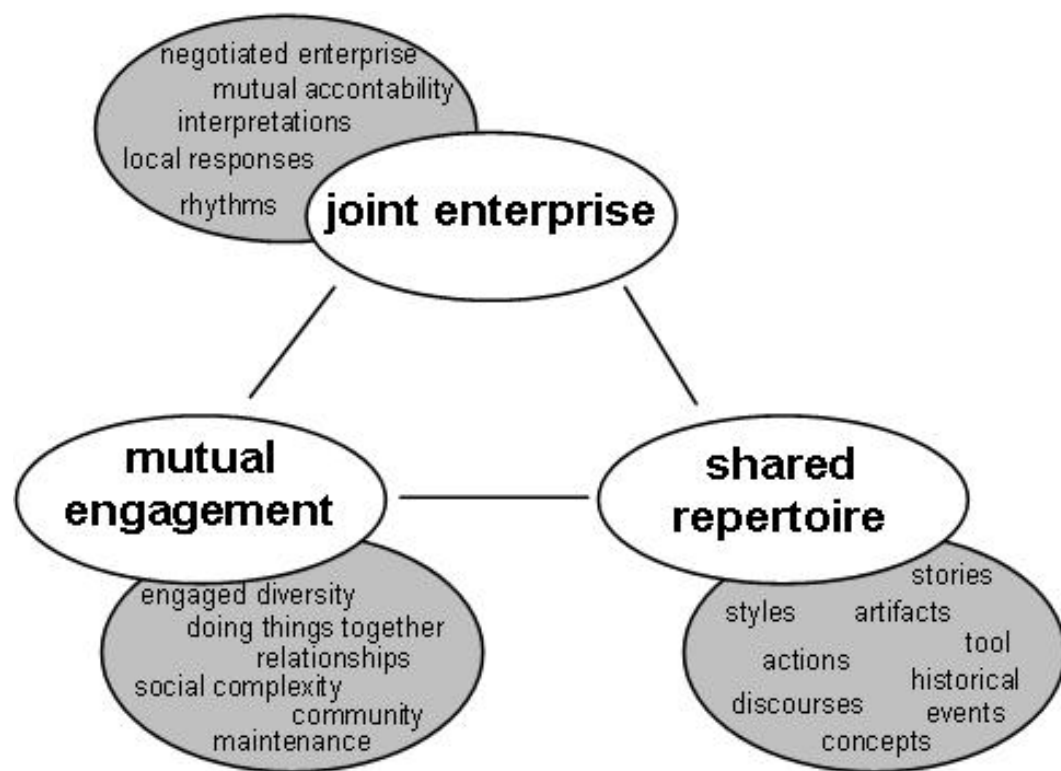 negotiated enterprise
mutual accontability
interpretations
local responses
rhythms
joint enterprise
mutual
engagement
engaged diversity
doing things together
relationships
social complexity
community
maintenance
shared
repertoire
stories
styles artifacts
tool
actions
historical
discourses
events
concepts